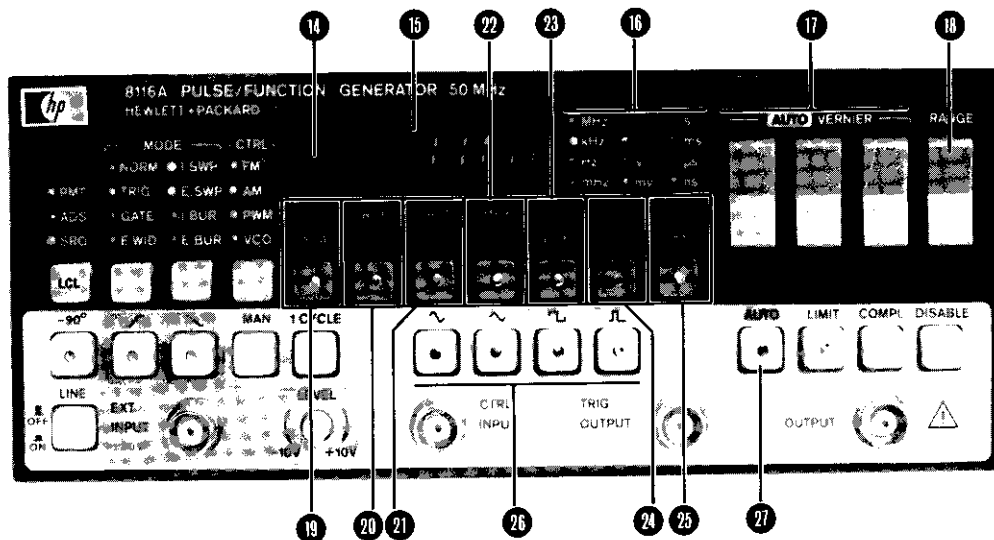 14 15 22 23 16 17 18
hp
8116A PULSE/FUNCTION GENERATOR 50 MHz
HEWLETT•PACKARD
MODE CTRL
AUTO VERNIER RANGE
NORM I.SWP FM
RMT TRIG E.SWP AM
ADS GATE I.BUR PWM
SRQ E.WID E.BUR VCO
MHz s
kHz ms
Hz µs
mHz mV ns
LCL
-90° MAN 1 CYCLE
AUTO LIMIT COMPL DISABLE
LINE
OFF
ON
EXT
INPUT
LEVEL
-10V +10V
CTRL
INPU
TRIG
OUTPUT
OUTPUT
19 20 21 26 24 25 27